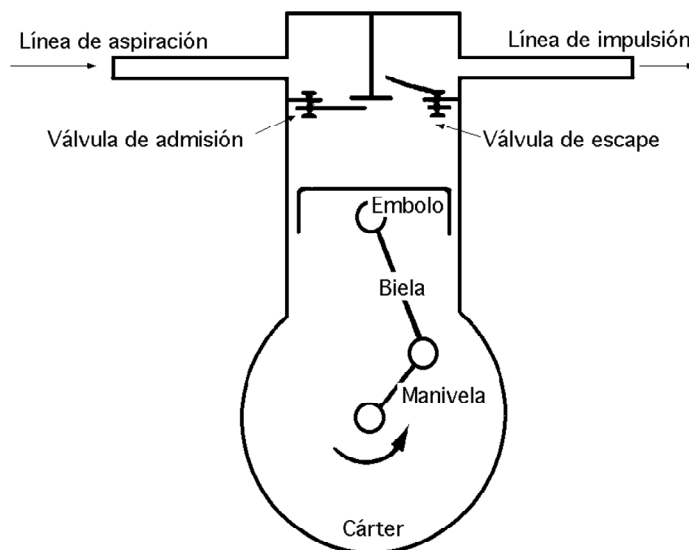 Línea de aspiración
Línea de impulsión
Válvula de admisión
Válvula de escape
Embolo
Biela
Manivela
Cárter